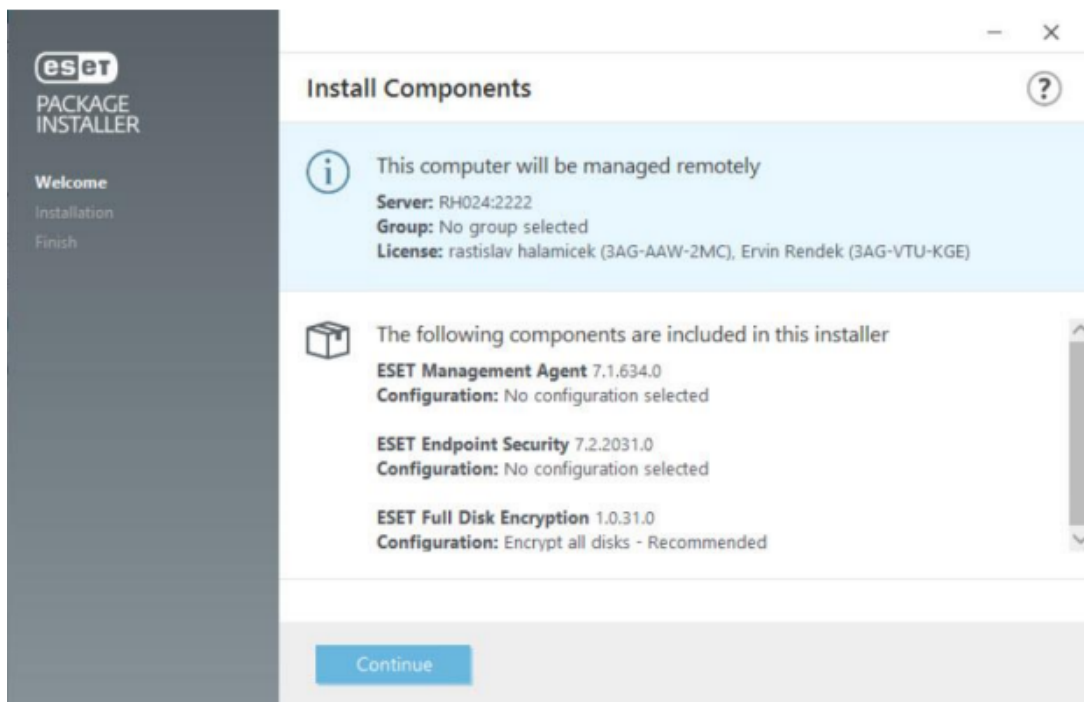 eset
PACKAGE
INSTALLER
Welcome
Installation
Finish
Install Components
?
i
This computer will be managed remotely
Server: RH024:2222
Group: No group selected
License: rastislav halamicek (3AG-AAW-2MC), Ervin Rendek (3AG-VTU-KGE)
The following components are included in this installer
ESET Management Agent 7.1.634.0
Configuration: No configuration selected
ESET Endpoint Security 7.2.2031.0
Configuration: No configuration selected
ESET Full Disk Encryption 1.0.31.0
Configuration: Encrypt all disks - Recommended
Continue